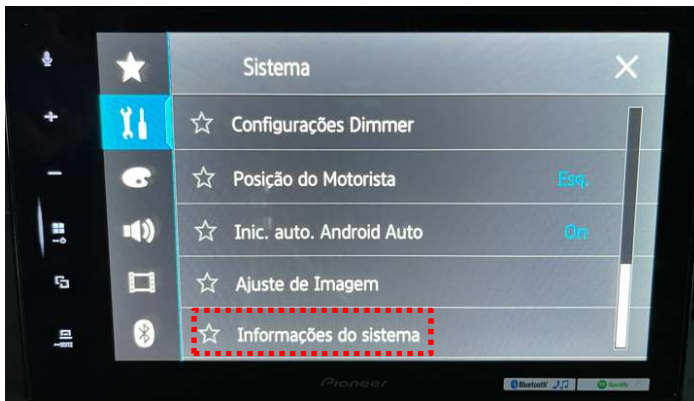 Sistema
Configurações Dimmer
Posição do Motorista Esq.
Inic. auto. Android Auto On
Ajuste de Imagem
Informações do sistema
MUTE
Pioneer
Bluetooth
Spotify